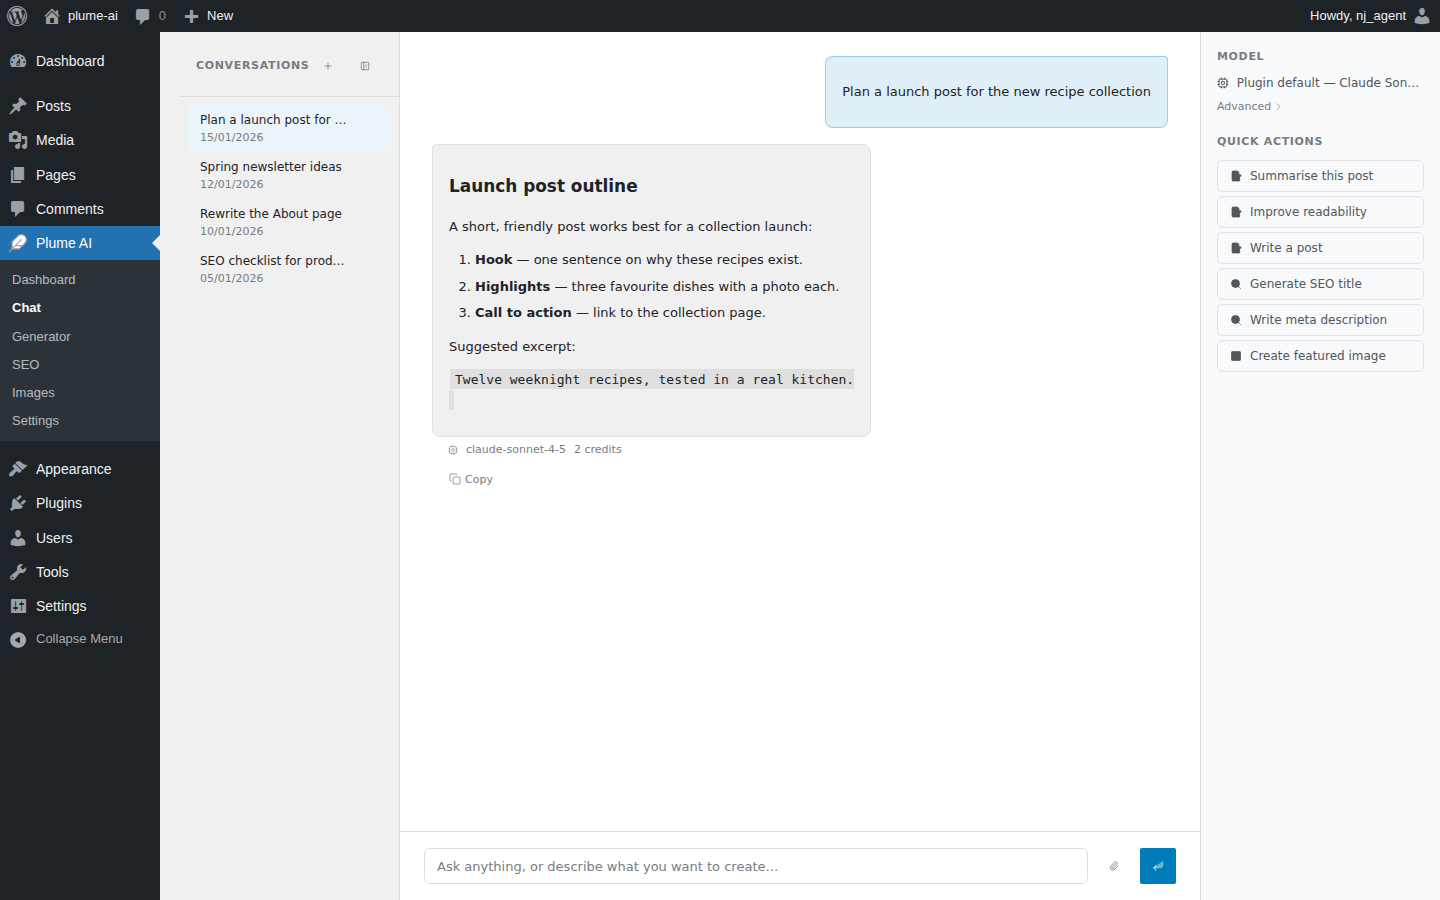 plume-ai
0
New
Howdy, nj_agent
Dashboard
Posts
Media
Pages
Comments
Plume AI
Dashboard
Chat
Generator
SEO
Images
Settings
Appearance
Plugins
Users
Tools
Settings
Collapse Menu
CONVERSATIONS
Plan a launch post for ...
15/01/2026
Spring newsletter ideas
12/01/2026
Rewrite the About page
10/01/2026
SEO checklist for prod...
05/01/2026
Plan a launch post for the new recipe collection
Launch post outline
A short, friendly post works best for a collection launch:
1. Hook — one sentence on why these recipes exist.
2. Highlights — three favourite dishes with a photo each.
3. Call to action — link to the collection page.
Suggested excerpt:
Twelve weeknight recipes, tested in a real kitchen.
claude-sonnet-4-5 2 credits
Copy
Ask anything, or describe what you want to create...
MODEL
Plugin default — Claude Son...
Advanced
QUICK ACTIONS
Summarise this post
Improve readability
Write a post
Generate SEO title
Write meta description
Create featured image